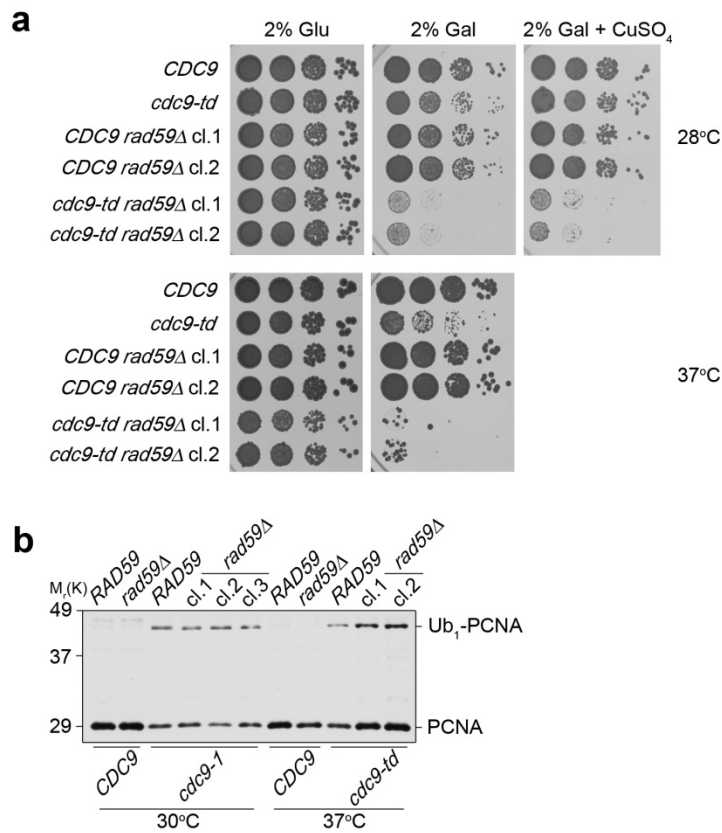 a
2% Glu 2% Gal 2% Gal + CuSO₄
CDC9
cdc9-td
CDC9 rad59Δ cl.1
CDC9 rad59Δ cl.2
cdc9-td rad59Δ cl.1
cdc9-td rad59Δ cl.2
28°C
CDC9
cdc9-td
CDC9 rad59Δ cl.1
CDC9 rad59Δ cl.2
cdc9-td rad59Δ cl.1
cdc9-td rad59Δ cl.2
37°C
b
rad59Δ rad59Δ
Mᵣ(K) RAD59 rad59Δ RAD59 cl.1 cl.2 cl.3 RAD59 rad59Δ RAD59 cl.1 cl.2
49
Ub₁-PCNA
37
29 PCNA
CDC9 cdc9-1 CDC9 cdc9-td
30°C 37°C